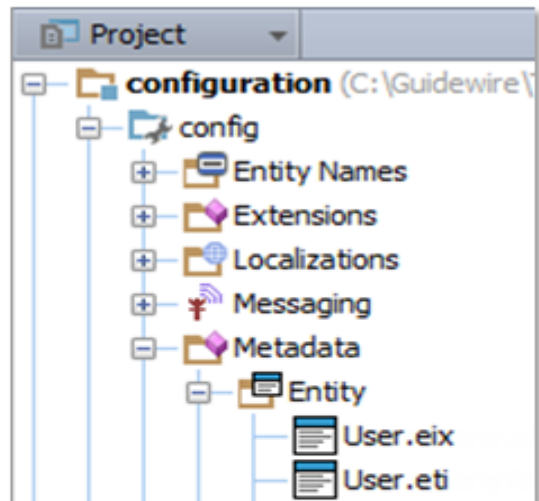 Project
configuration (C:\Guidewire\
config
Entity Names
Extensions
Localizations
Messaging
Metadata
Entity
User.eix
User.eti